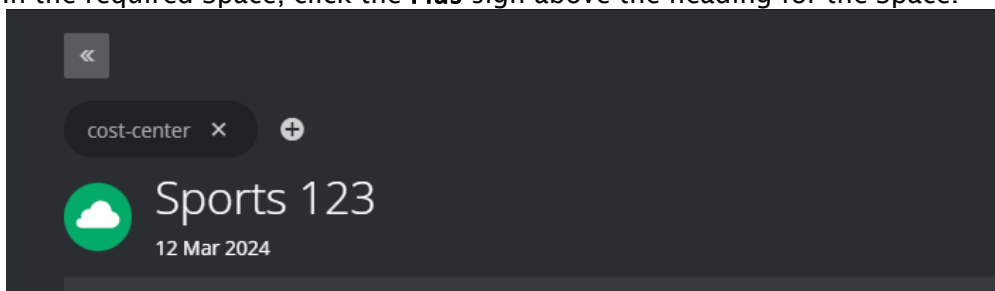 in the required Space, click the Plus sign above the heading for the Space.
«
cost-center ×
Sports 123
12 Mar 2024